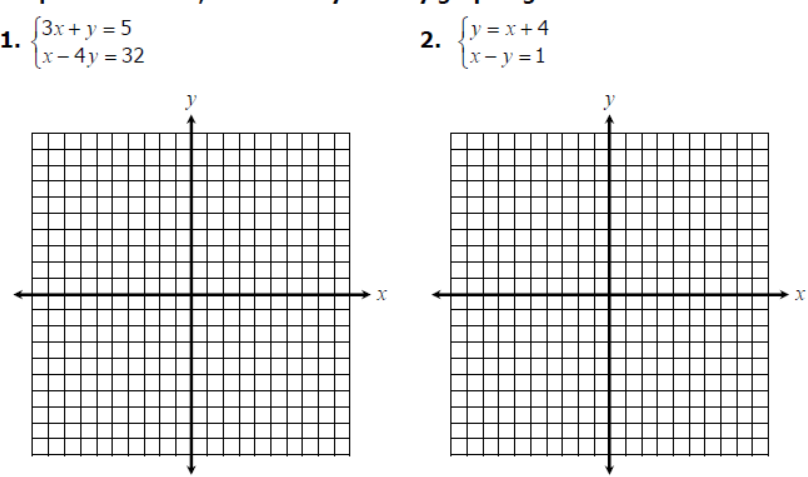 1. {3x + y = 5
x − 4y = 32
2. {y = x + 4
x − y = 1
y
y
x
x